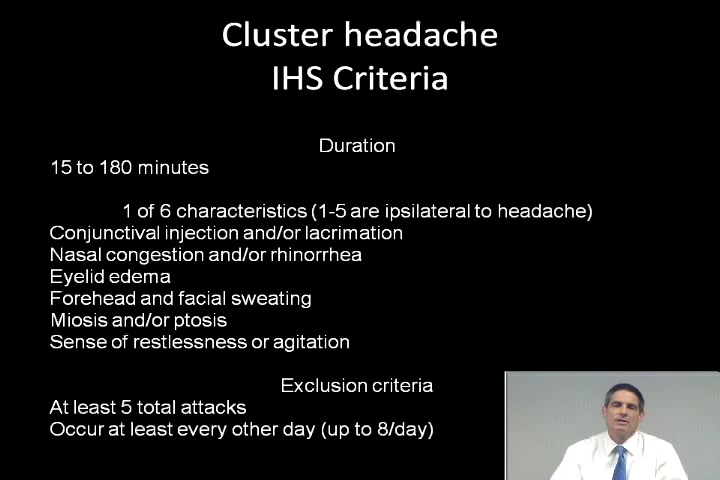 Cluster headache
IHS Criteria
Duration
15 to 180 minutes
1 of 6 characteristics (1-5 are ipsilateral to headache)
Conjunctival injection and/or lacrimation
Nasal congestion and/or rhinorrhea
Eyelid edema
Forehead and facial sweating
Miosis and/or ptosis
Sense of restlessness or agitation
Exclusion criteria
At least 5 total attacks
Occur at least every other day (up to 8/day)